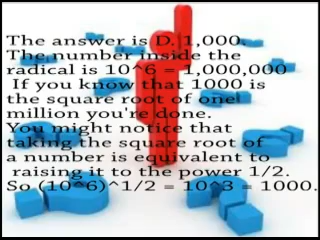 The answer is D. 1,000.
The number inside the
radical is 10^6 = 1,000,000
If you know that 1000 is
the square root of one
million you're done.
You might notice that
taking the square root of
a number is equivalent to
raising it to the power 1/2.
So (10^6)^1/2 = 10^3 = 1000.